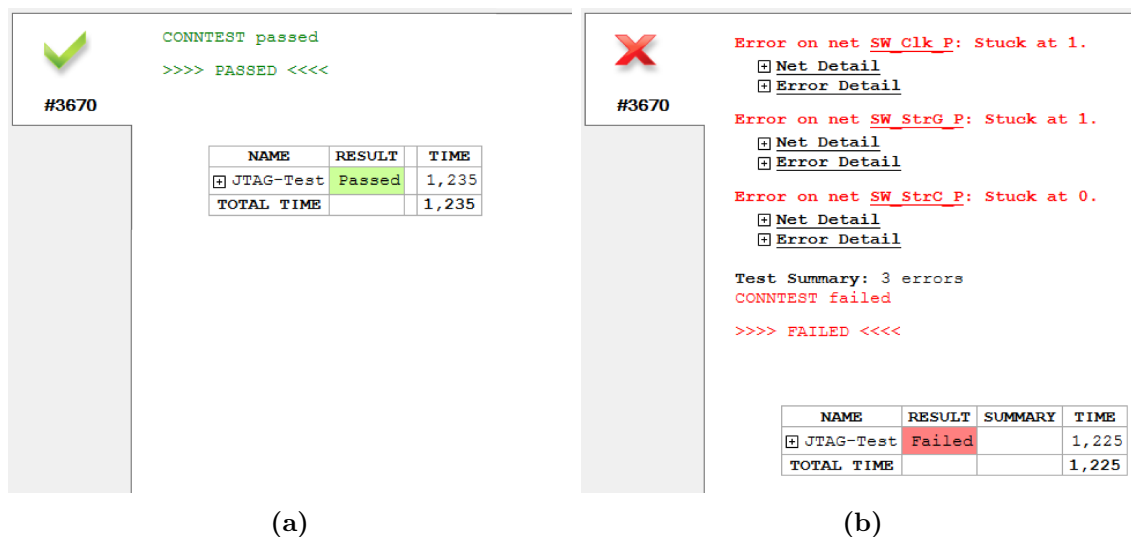 CONNTEST passed
>>>> PASSED <<<<
#3670
NAME RESULT TIME
JTAG-Test Passed 1,235
TOTAL TIME 1,235
(a)
Error on net SW_Clk_P: Stuck at 1.
Net Detail
Error Detail
#3670
Error on net SW_StrG_P: Stuck at 1.
Net Detail
Error Detail
Error on net SW_StrC_P: Stuck at 0.
Net Detail
Error Detail
Test Summary: 3 errors
CONNTEST failed
>>>> FAILED <<<<
NAME RESULT SUMMARY TIME
JTAG-Test Failed 1,225
TOTAL TIME 1,225
(b)